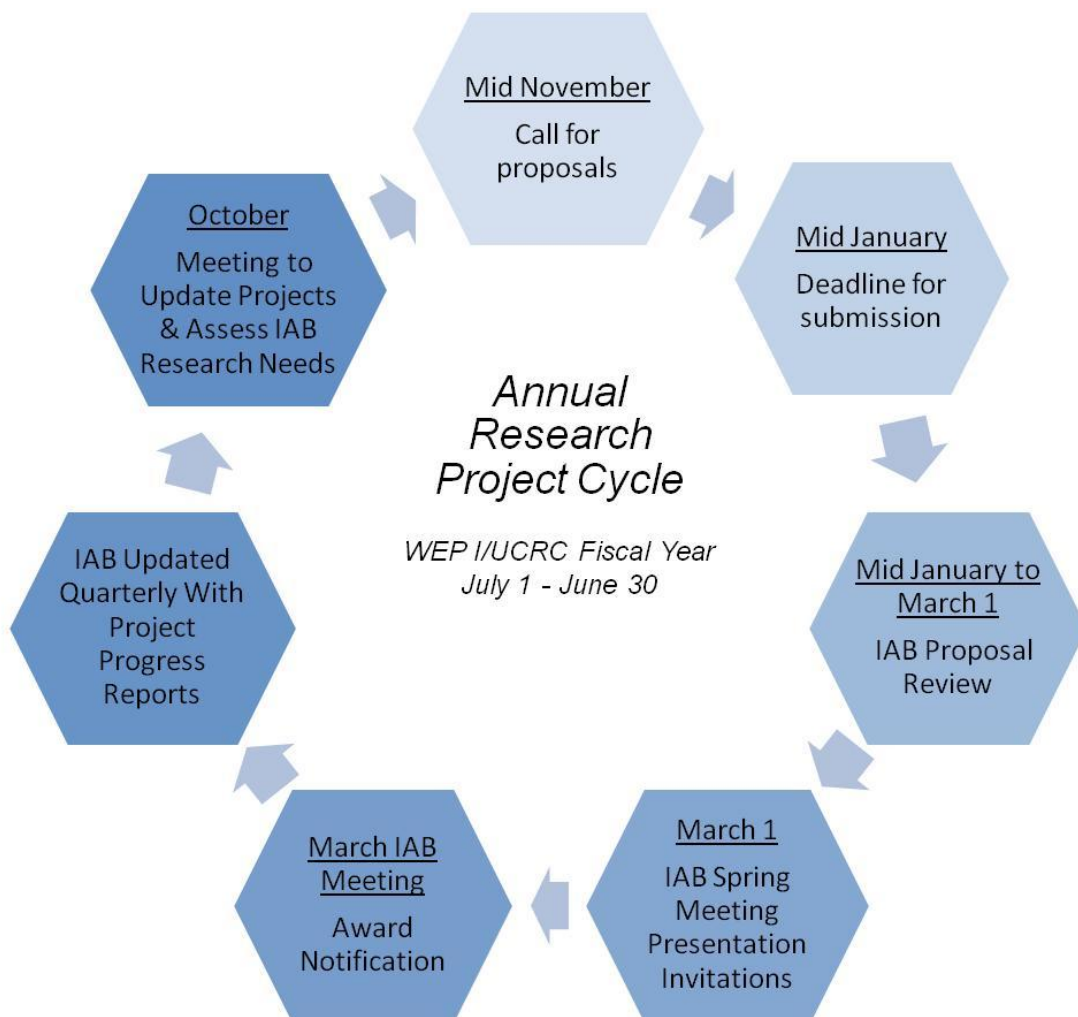 Mid November
Call for
proposals
Mid January
Deadline for
submission
Mid January to
March 1
IAB Proposal
Review
March 1
IAB Spring
Meeting
Presentation
Invitations
March IAB
Meeting
Award
Notification
IAB Updated
Quarterly With
Project
Progress
Reports
October
Meeting to
Update Projects
& Assess IAB
Research Needs
Annual
Research
Project Cycle
WEP I/UCRC Fiscal Year
July 1 - June 30